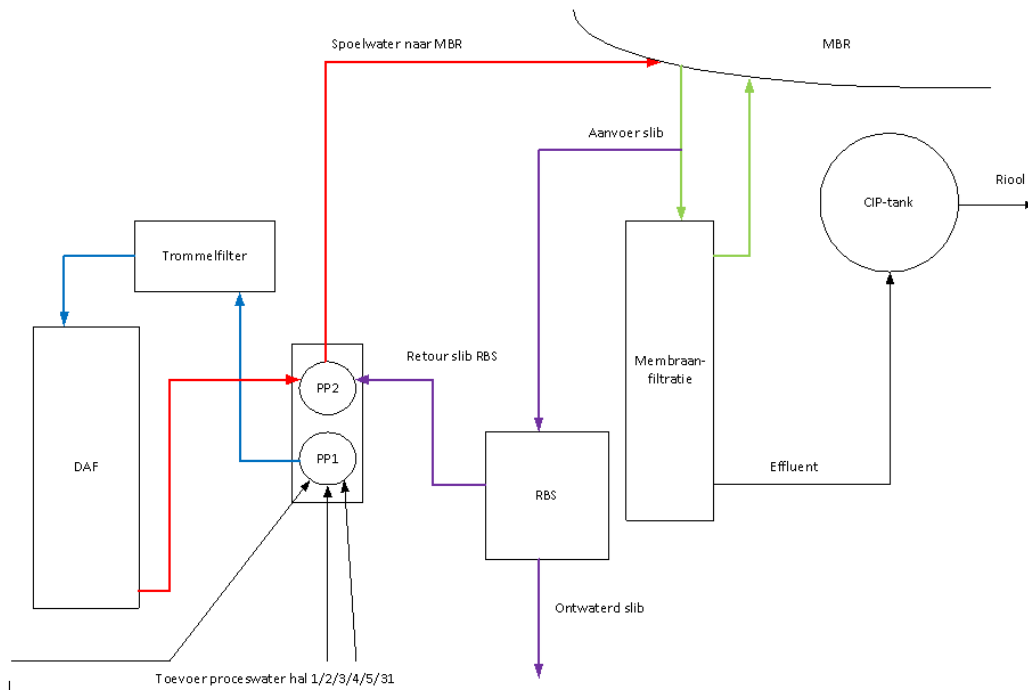 Spoelwater naar MBR
MBR
Aanvoer slib
CIP-tank
Riool
Trommelfilter
Retour slib RBS
Membraan-
filtratie
PP2
PP1
DAF
Effluent
RBS
Ontwaterd slib
Toevoer proceswater hal 1/2/3/4/5/31